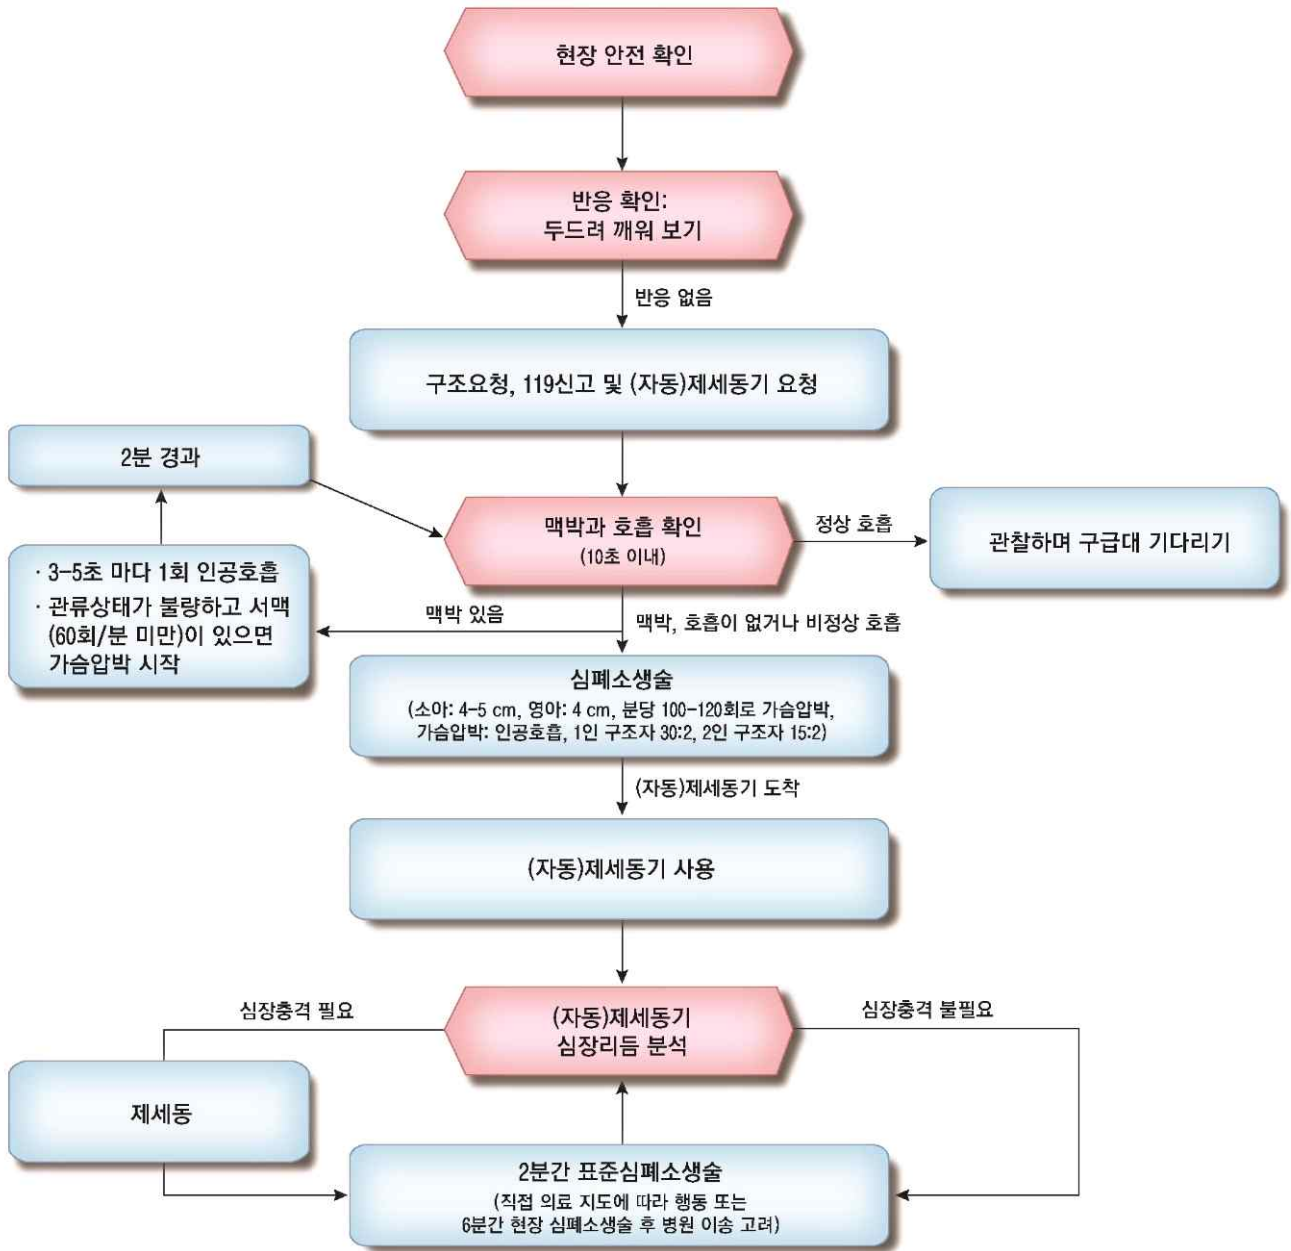 현장 안전 확인
반응 확인:
두드려 깨워 보기
반응 없음
구조요청, 119신고 및 (자동)제세동기 요청
2분 경과
맥박과 호흡 확인
(10초 이내)
정상 호흡
관찰하며 구급대 기다리기
· 3-5초 마다 1회 인공호흡
· 관류상태가 불량하고 서맥
(60회/분 미만)이 있으면
가슴압박 시작
맥박 있음
맥박, 호흡이 없거나 비정상 호흡
심폐소생술
(소아: 4-5 cm, 영아: 4 cm, 분당 100-120회로 가슴압박,
가슴압박: 인공호흡, 1인 구조자 30:2, 2인 구조자 15:2)
(자동)제세동기 도착
(자동)제세동기 사용
심장충격 필요
(자동)제세동기
심장리듬 분석
심장충격 불필요
제세동
2분간 표준심폐소생술
(직접 의료 지도에 따라 행동 또는
6분간 현장 심폐소생술 후 병원 이송 고려)